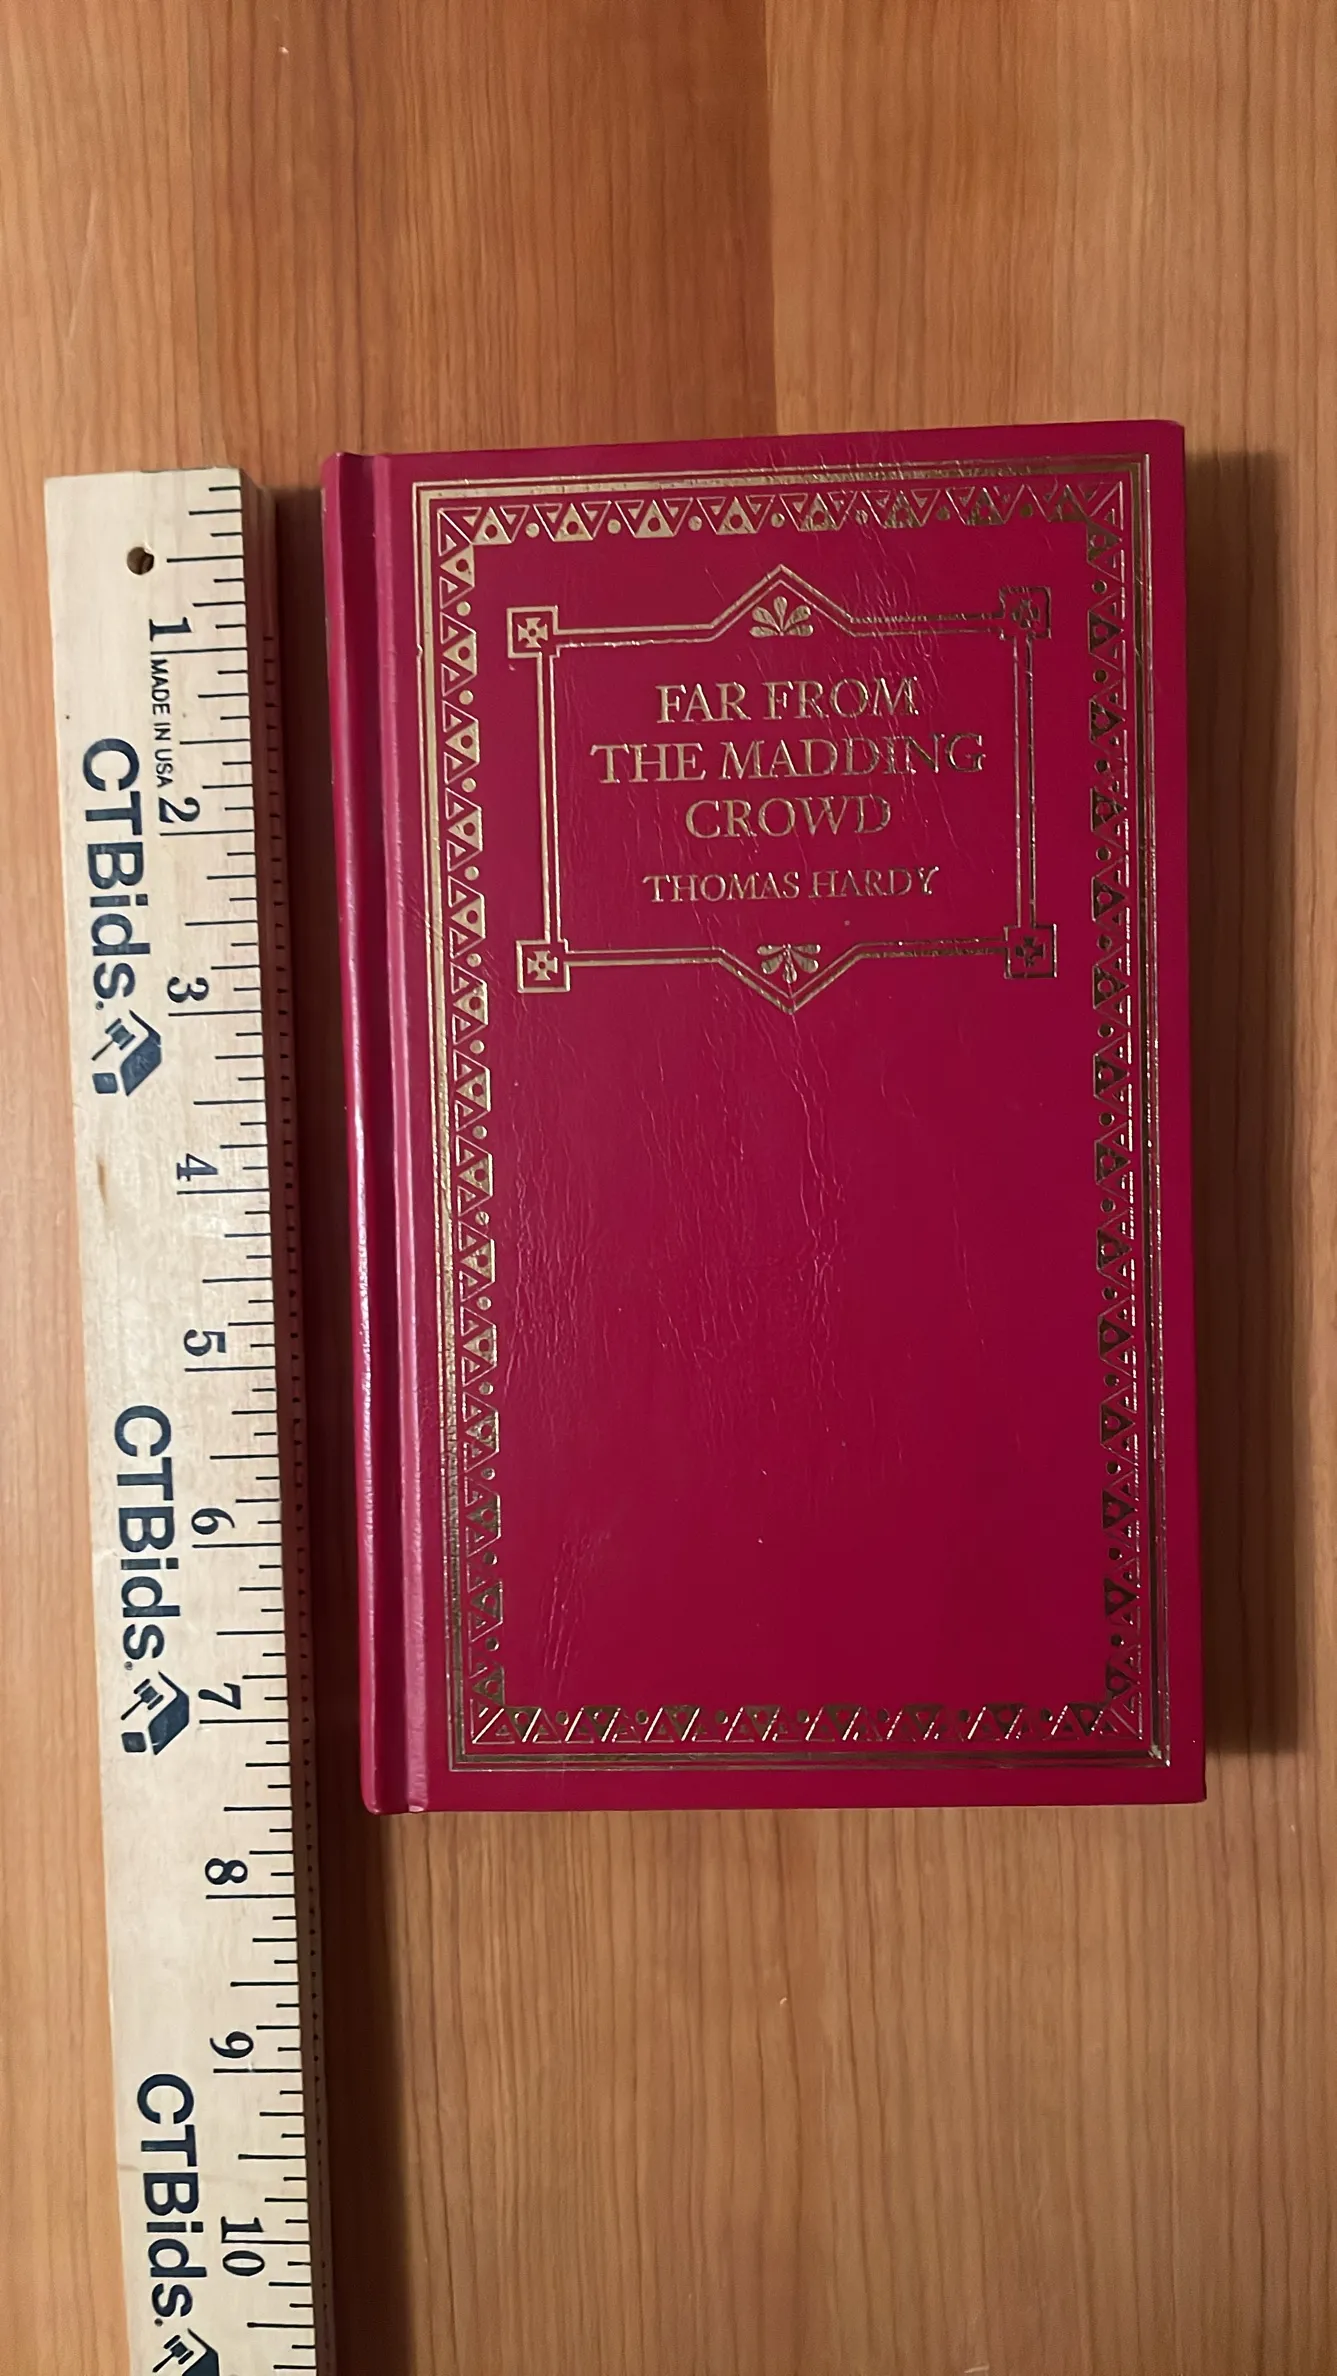 FAR FROM
THE MADDING
CROWD
THOMAS HARDY
1
MADE IN USA
2
CTBids.
3
4
5
CTBids.
6
7
8
9
CTBids.
10